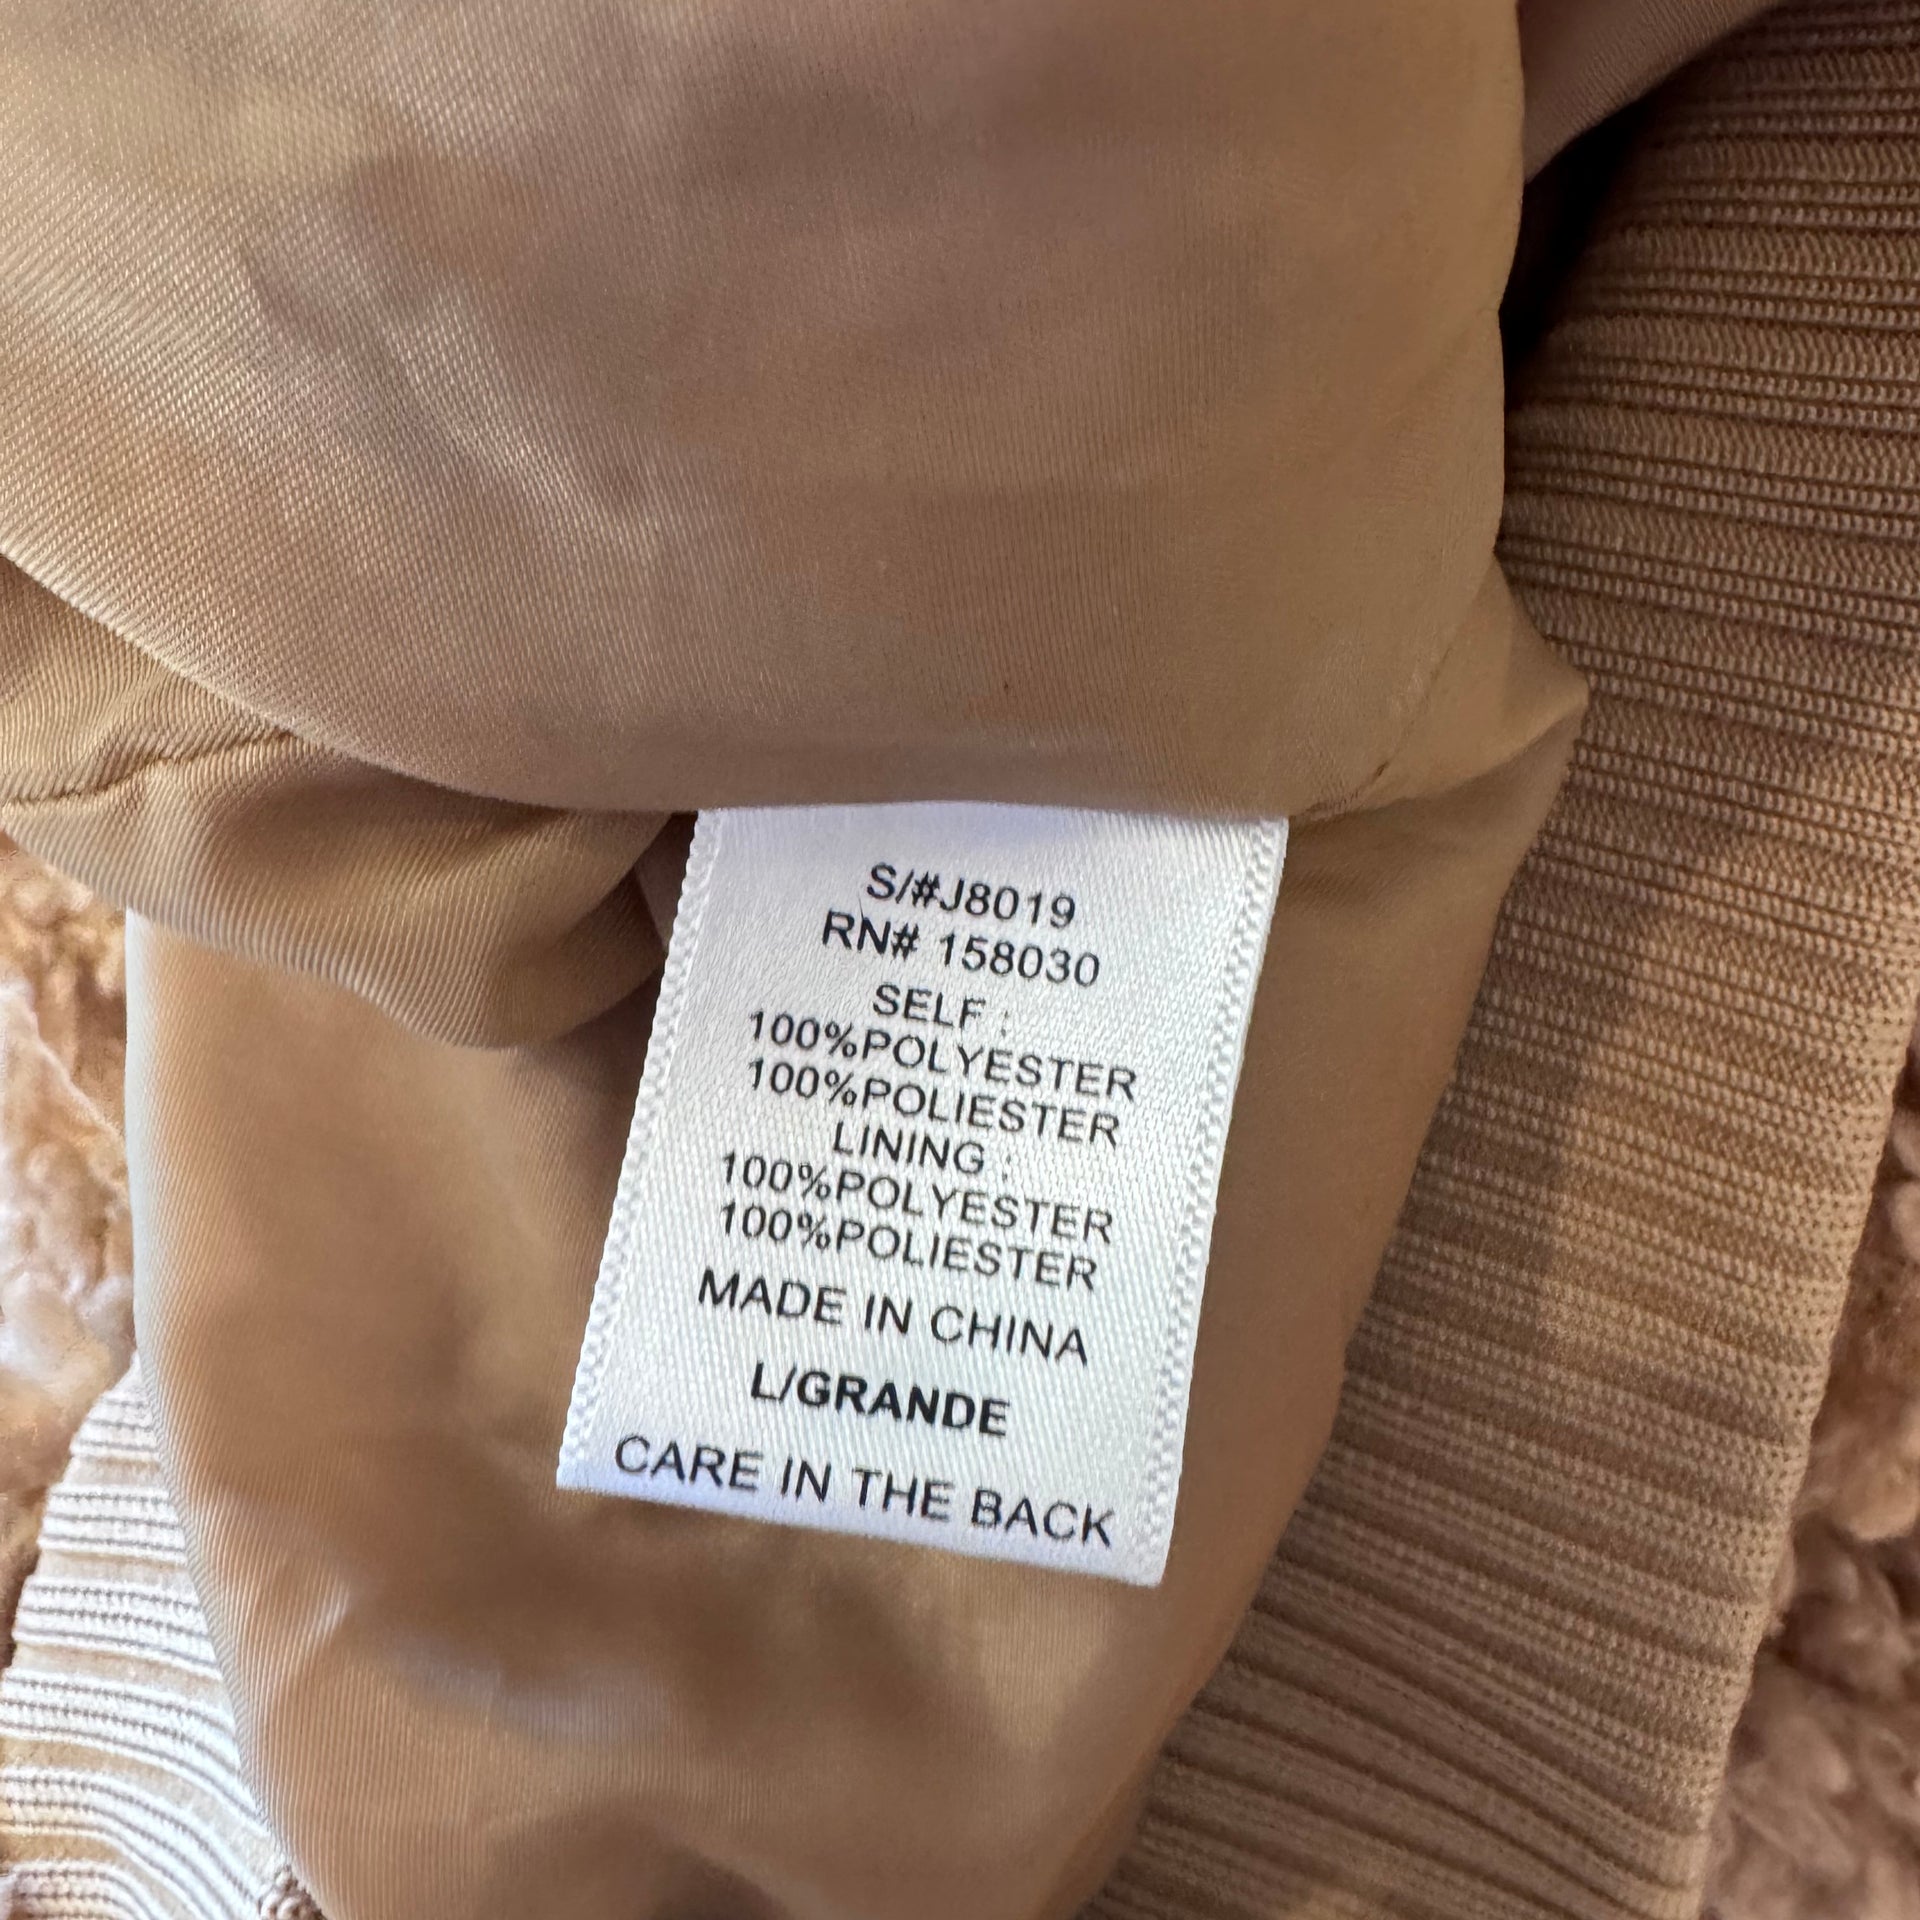 S/#J8019
RN# 158030
SELF :
100%POLYESTER
100%POLIESTER
LINING :
100%POLYESTER
100%POLIESTER
MADE IN CHINA
L/GRANDE
CARE IN THE BACK